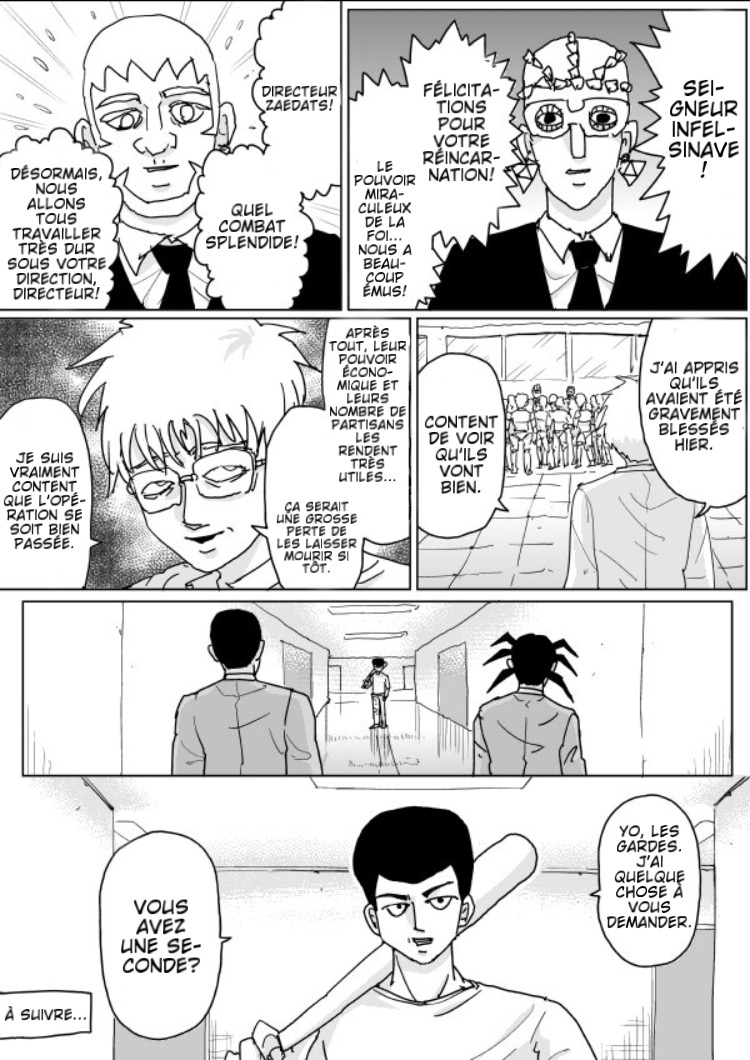 SEI-
GNEUR
INFEL-
SINAVE
!
FÉLICITA-
TIONS
POUR
VOTRE
RÉINCAR-
NATION!
LE
POUVOIR
MIRA-
CULEUX
DE LA
FOI...
NOUS A
BEAU-
COUP
ÉMUS!
DIRECTEUR
ZAEDATS!
QUEL
COMBAT
SPLENDIDE!
DÉSORMAIS,
NOUS
ALLONS
TOUS
TRAVAILLER
TRÈS DUR
SOUS VOTRE
DIRECTION,
DIRECTEUR!
J'AI APPRIS
QU'ILS
AVAIENT ÉTÉ
GRAVEMENT
BLESSÉS
HIER.
CONTENT
DE VOIR
QU'ILS
VONT
BIEN.
APRÈS
TOUT, LEUR
POUVOIR
ÉCONO-
MIQUE ET
LEURS
NOMBRE DE
PARTISANS
LES
RENDENT
TRÈS
UTILES...
ÇA SERAIT
UNE GROSSE
PERTE DE
LES LAISSER
MOURIR SI
TÔT.
JE SUIS
VRAIMENT
CONTENT
QUE L'OPÉ-
RATION SE
SOIT BIEN
PASSÉE.
YO, LES
GARDES.
J'AI
QUELQUE
CHOSE À
VOUS
DEMANDER.
VOUS
AVEZ
UNE SE-
CONDE?
À SUIVRE...